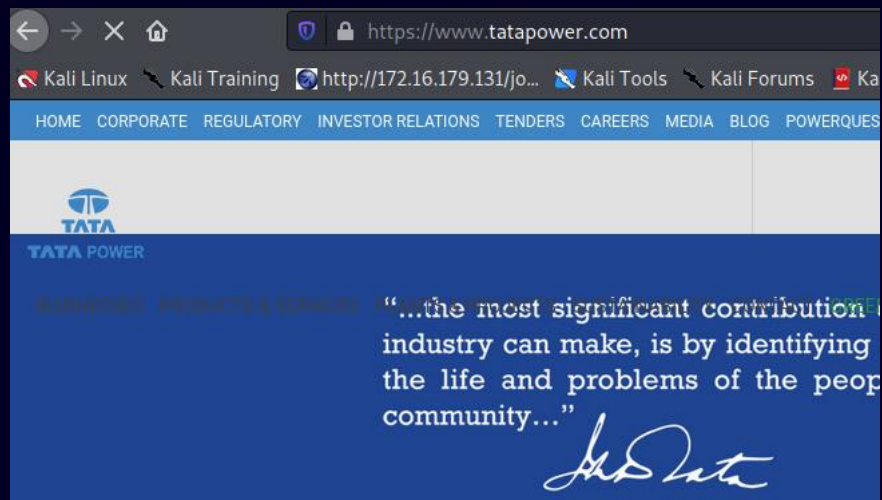 https://www.tatapower.com
Kali Linux Kali Training http://172.16.179.131/jo... Kali Tools Kali Forums Ka
HOME CORPORATE REGULATORY INVESTOR RELATIONS TENDERS CAREERS MEDIA BLOG POWERQUES
TATA
TATA POWER
“...the most significant contribution
industry can make, is by identifying
the life and problems of the peop
community...”